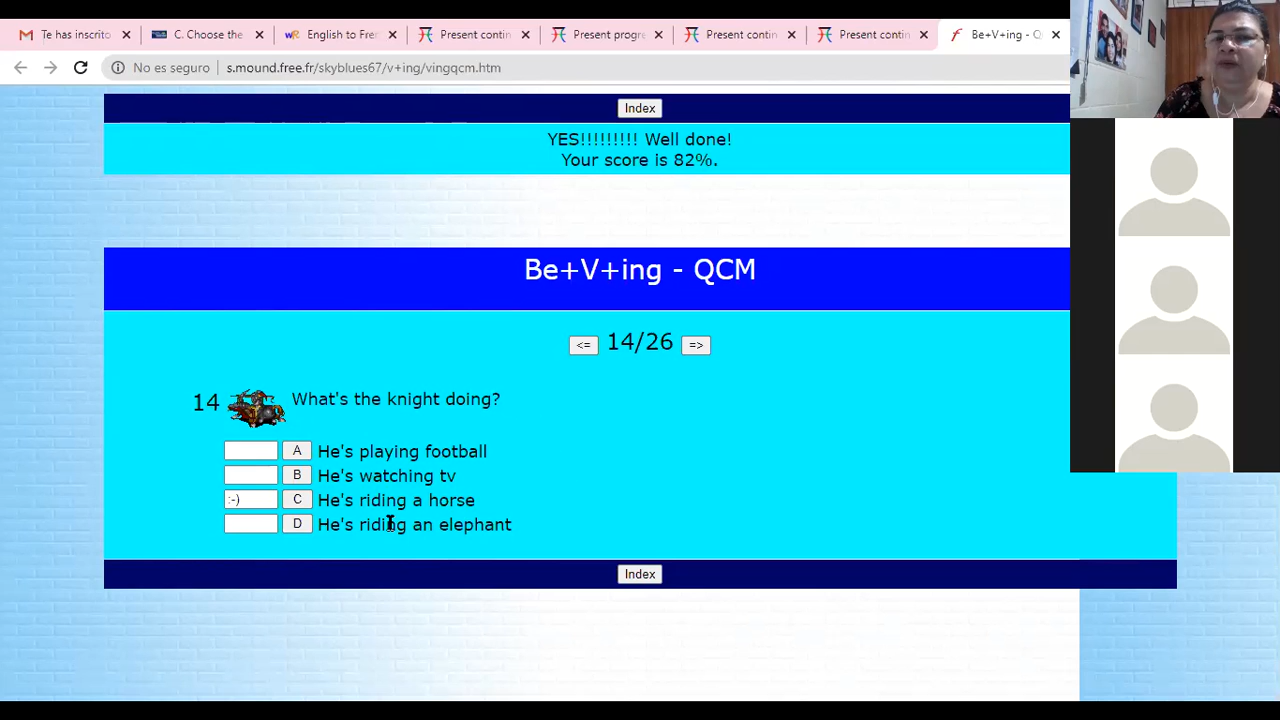 Te has inscrito
C. Choose the
English to Fren
Present contin
Present progre
Present contin
Present contin
Be+V+ing - QC
No es seguro
s.mound.free.fr/skyblues67/v+ing/vingqcm.htm
Index
YES!!!!!!!!! Well done!
Your score is 82%.
Be+V+ing - QCM
<= 14/26 =>
14 What's the knight doing?
A He's playing football
B He's watching tv
:-) C He's riding a horse
D He's riding an elephant
Index